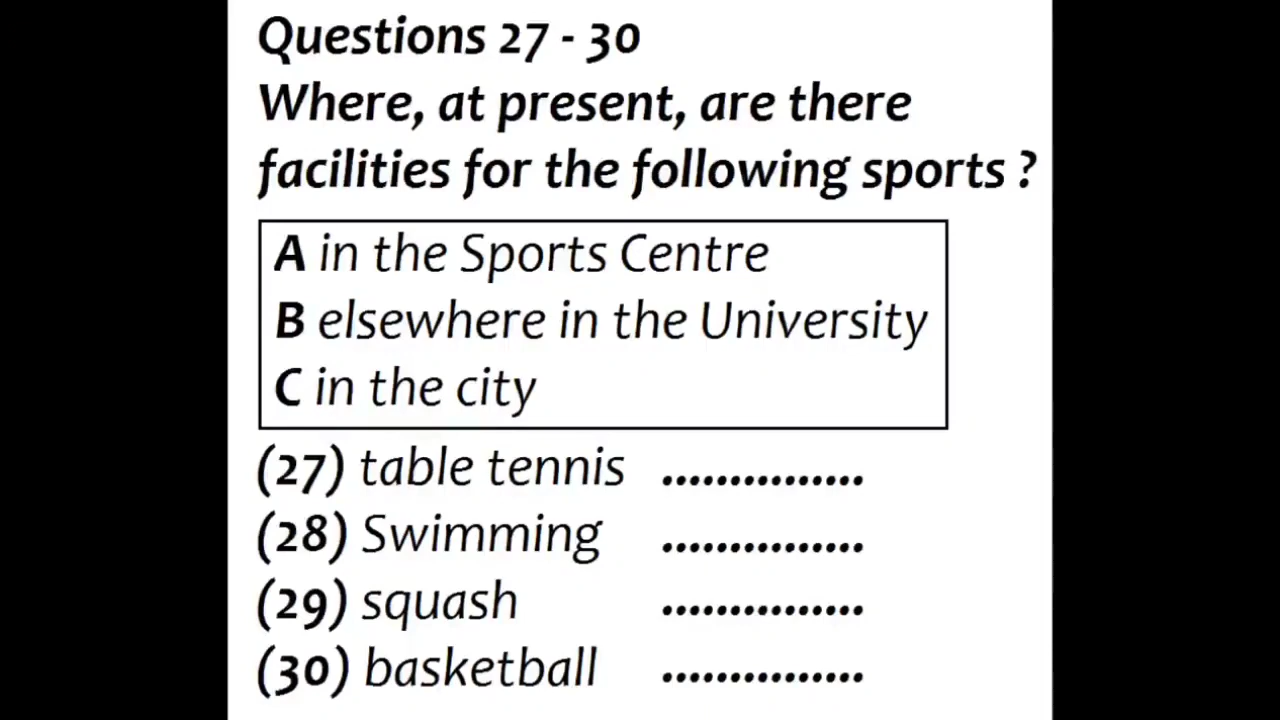 Questions 27 - 30
Where, at present, are there
facilities for the following sports ?
A in the Sports Centre
B elsewhere in the University
C in the city
(27) table tennis ...............
(28) Swimming ...............
(29) squash ...............
(30) basketball ...............